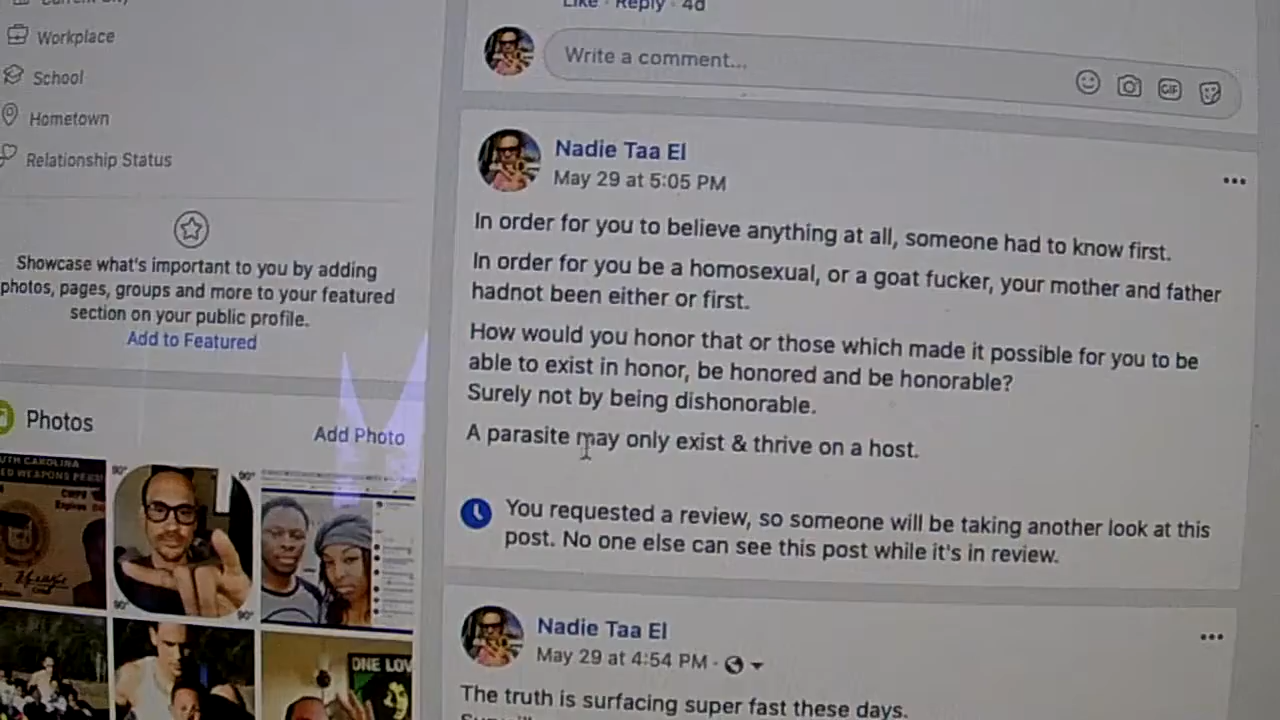 Like · Reply · 4d
Workplace
School
Hometown
Relationship Status
Showcase what's important to you by adding
photos, pages, groups and more to your featured
section on your public profile.
Add to Featured
Photos
Add Photo
ONE LOV
Write a comment...
GIF
Nadie Taa El
May 29 at 5:05 PM
In order for you to believe anything at all, someone had to know first.
In order for you be a homosexual, or a goat fucker, your mother and father
hadnot been either or first.
How would you honor that or those which made it possible for you to be
able to exist in honor, be honored and be honorable?
Surely not by being dishonorable.
A parasite may only exist & thrive on a host.
You requested a review, so someone will be taking another look at this
post. No one else can see this post while it's in review.
Nadie Taa El
May 29 at 4:54 PM ·
The truth is surfacing super fast these days.